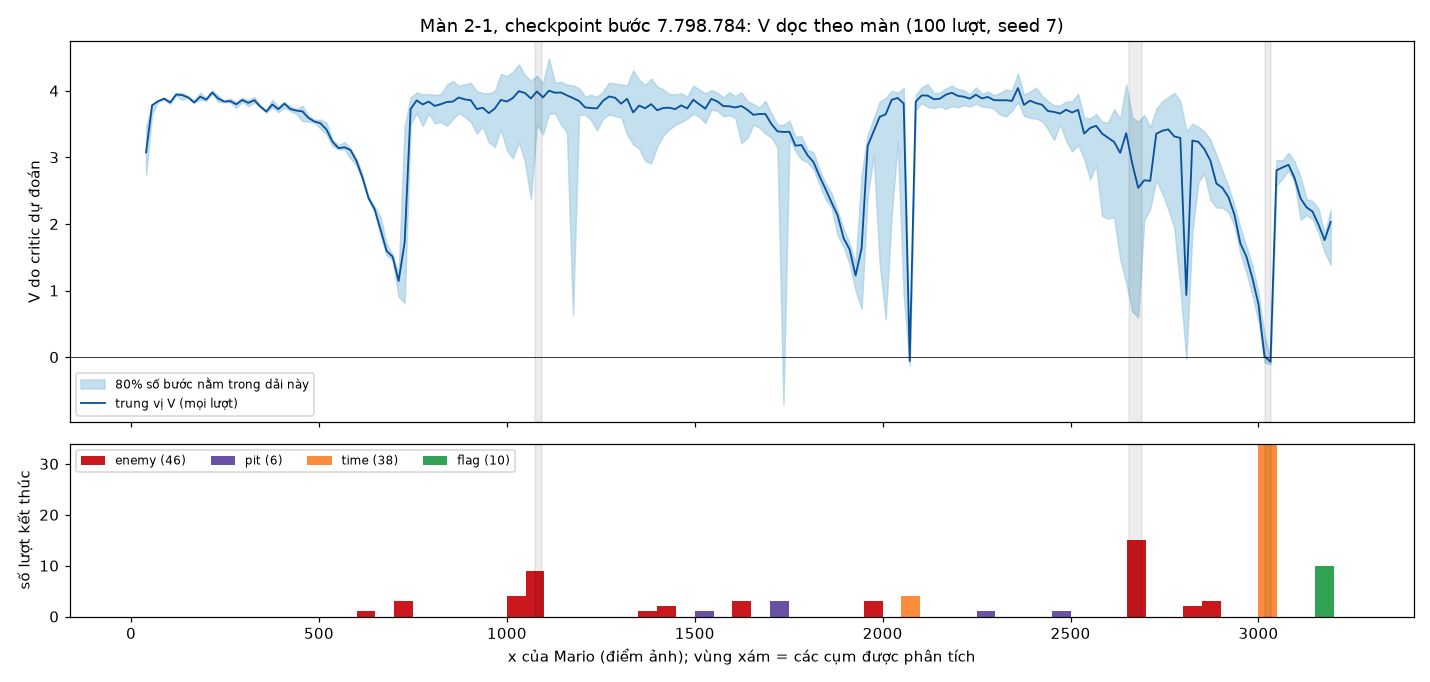 Màn 2-1, checkpoint bước 7.798.784: V dọc theo màn (100 lượt, seed 7)
V do critic dự đoán
4
3
2
1
0
80% số bước nằm trong dải này
trung vị V (mọi lượt)
số lượt kết thúc
30
20
10
0
enemy (46)
pit (6)
time (38)
flag (10)
0
500
1000
1500
2000
2500
3000
x của Mario (điểm ảnh); vùng xám = các cụm được phân tích